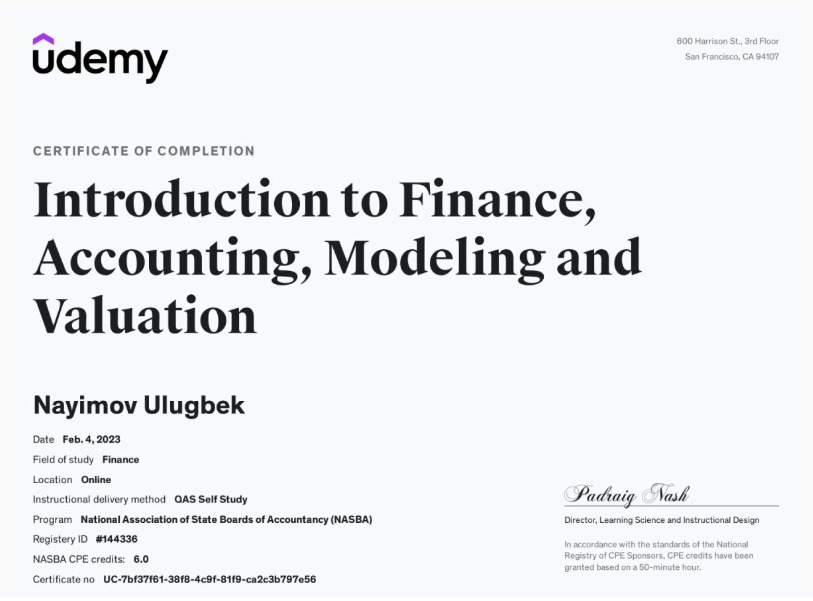 udemy
600 Harrison St., 3rd Floor
San Francisco, CA 94107
CERTIFICATE OF COMPLETION
Introduction to Finance,
Accounting, Modeling and
Valuation
Nayimov Ulugbek
Date Feb. 4, 2023
Field of study Finance
Location Online
Instructional delivery method QAS Self Study
Program National Association of State Boards of Accountancy (NASBA)
Registery ID #144336
NASBA CPE credits: 6.0
Certificate no UC-7bf37f61-38f8-4c9f-81f9-ca2c3b797e56
Padraig Nash
Director, Learning Science and Instructional Design
In accordance with the standards of the National
Registry of CPE Sponsors, CPE credits have been
granted based on a 50-minute hour.